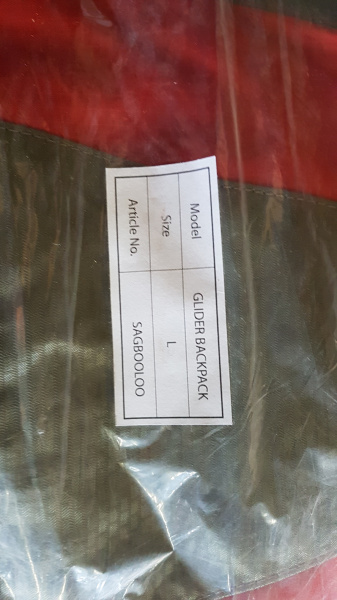 Model GLIDER BACKPACK
Size L
Article No. SAGBOOLOO